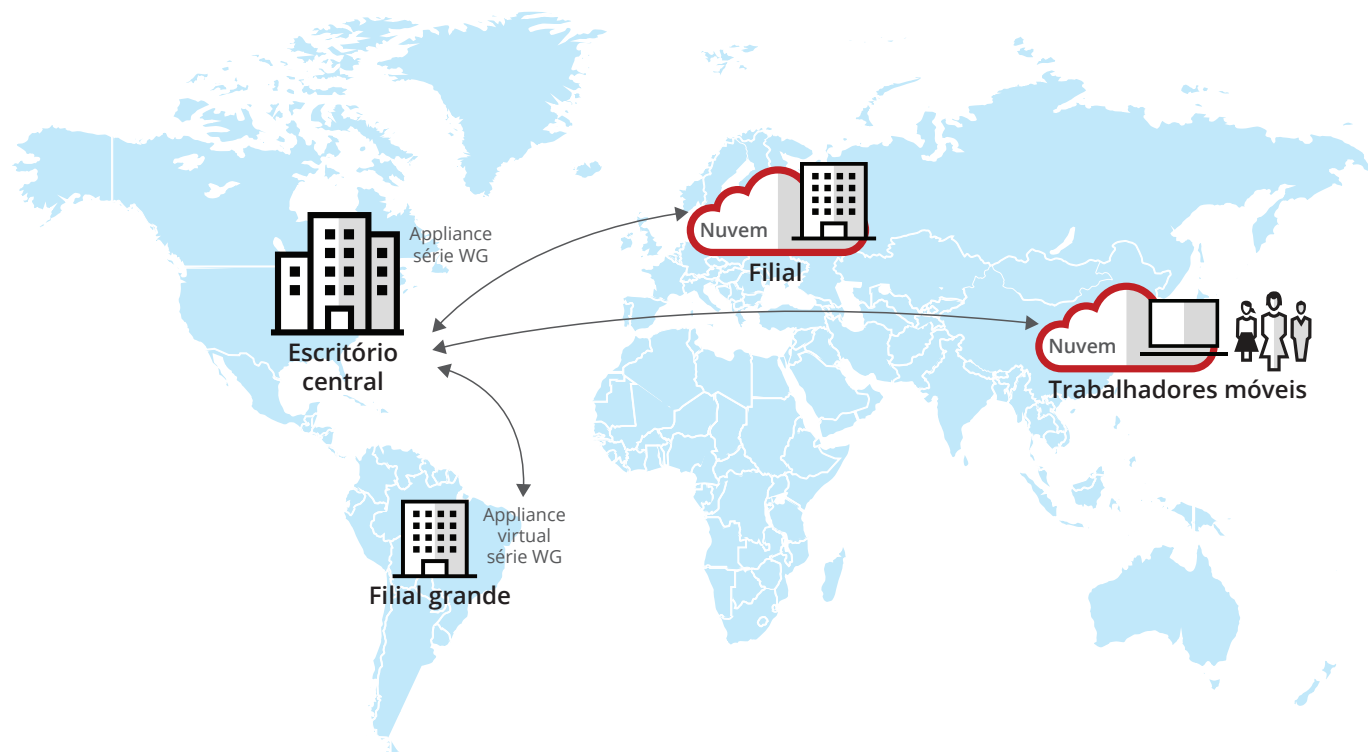 Appliance
série WG
Escritório
central
Nuvem
Filial
Nuvem
Trabalhadores móveis
Appliance
virtual
série WG
Filial grande